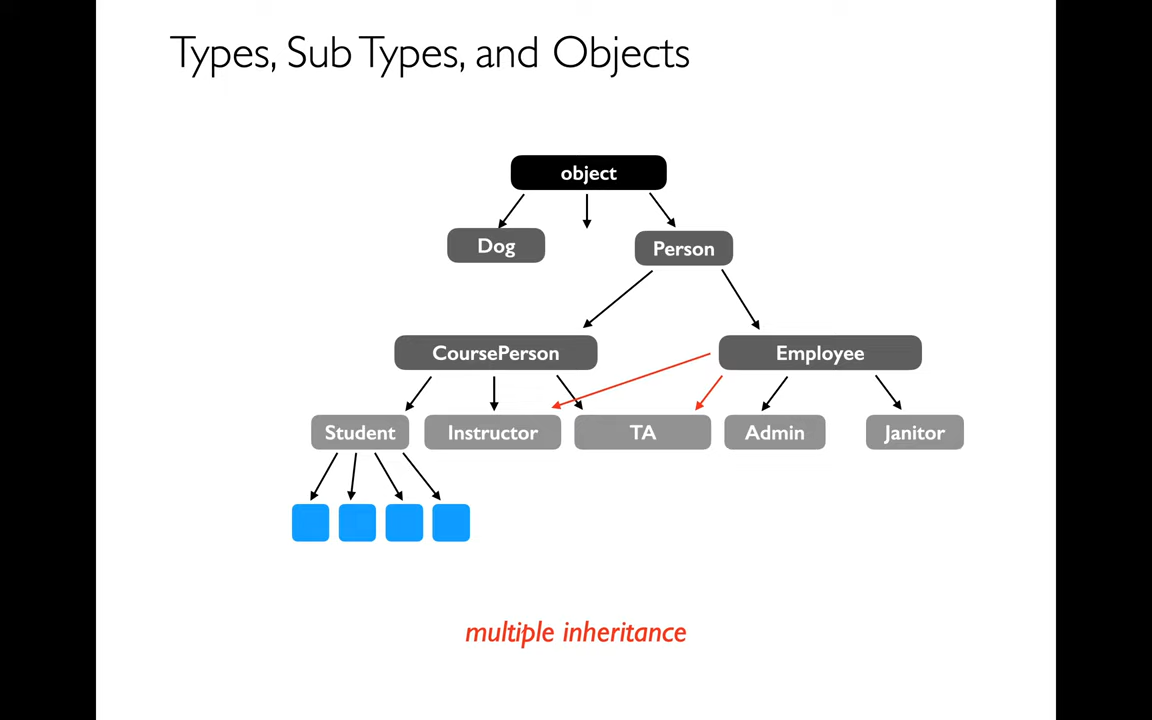 Types, Sub Types, and Objects
object
Dog
Person
CoursePerson
Employee
Student
Instructor
TA
Admin
Janitor
multiple inheritance